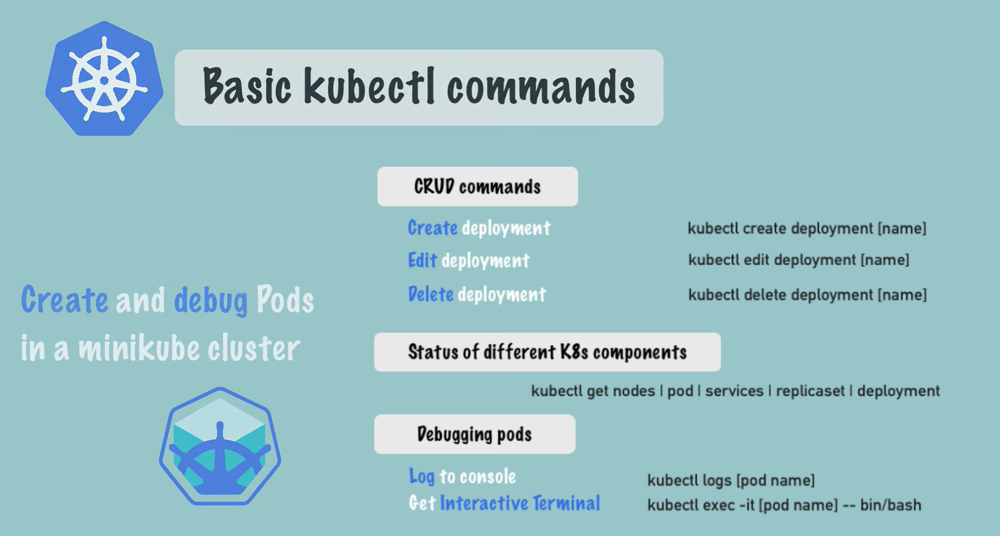 Basic kubectl commands
Create and debug Pods
in a minikube cluster
CRUD commands
Create deployment kubectl create deployment [name]
Edit deployment kubectl edit deployment [name]
Delete deployment kubectl delete deployment [name]
Status of different K8s components
kubectl get nodes | pod | services | replicaset | deployment
Debugging pods
Log to console kubectl logs [pod name]
Get Interactive Terminal kubectl exec -it [pod name] -- bin/bash